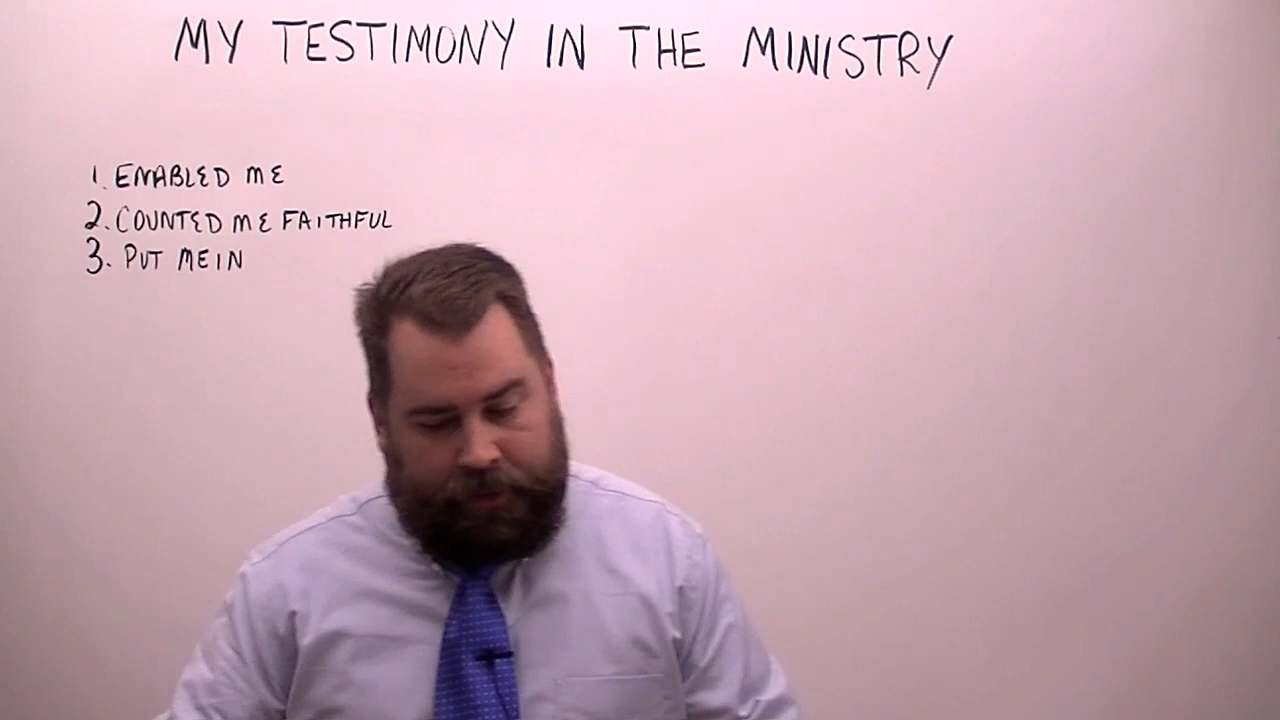 MY TESTIMONY IN THE MINISTRY
1. ENABLED ME
2. COUNTED ME FAITHFUL
3. PUT ME IN